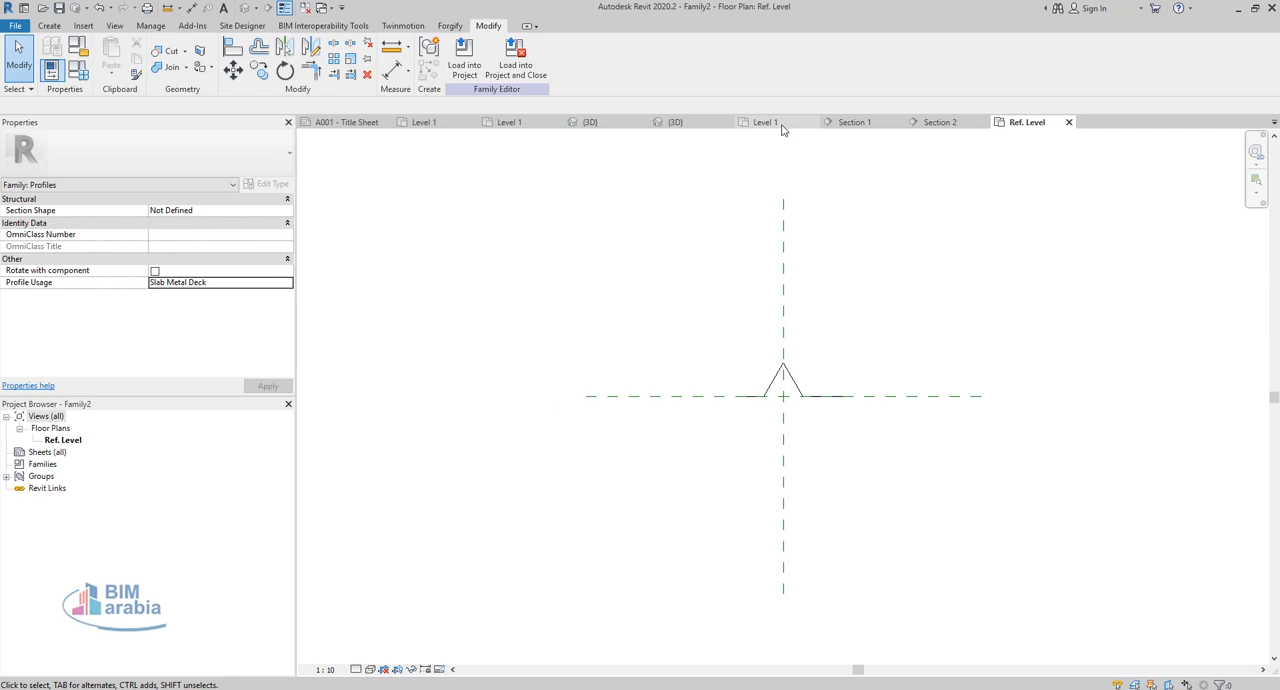 Autodesk Revit 2020.2 - Family2 - Floor Plan: Ref. Level
Sign In
File Create Insert View Manage Add-Ins Site Designer BIM Interoperability Tools Twinmotion Forgify Modify
Modify
Paste
Cut
Join
Load into
Project
Load into
Project and Close
Select Properties Clipboard Geometry Modify Measure Create Family Editor
Properties
A001 - Title Sheet Level 1 Level 1 {3D} {3D} Level 1 Section 1 Section 2 Ref. Level
Family: Profiles Edit Type
Structural
Section Shape Not Defined
Identity Data
OmniClass Number
OmniClass Title
Other
Rotate with component
Profile Usage Slab Metal Deck
Properties help Apply
Project Browser - Family2
Views (all)
Floor Plans
Ref. Level
Sheets (all)
Families
Groups
Revit Links
BIM
arabia
1 : 10
Click to select, TAB for alternates, CTRL adds, SHIFT unselects.
:0